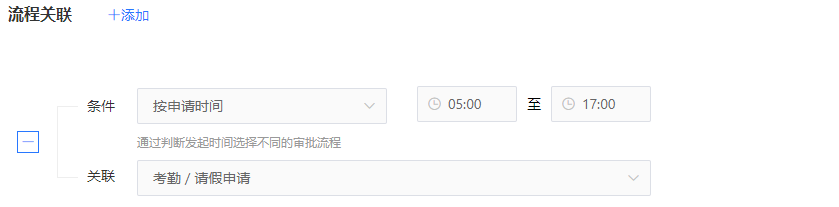 流程关联 +添加
条件 按申请时间 05:00 至 17:00
通过判断发起时间选择不同的审批流程
关联 考勤 / 请假申请